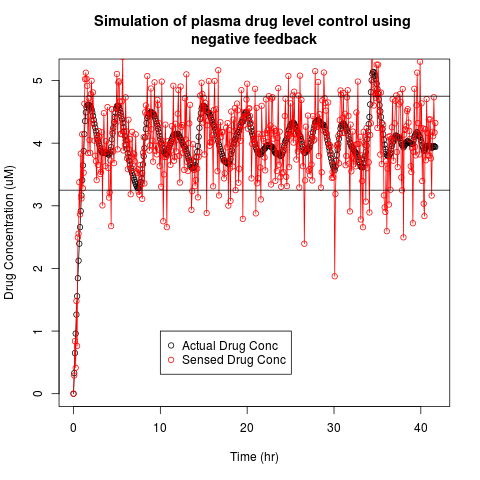 Simulation of plasma drug level control using
negative feedback
Drug Concentration (uM)
5
4
3
2
1
0
Actual Drug Conc
Sensed Drug Conc
0 10 20 30 40
Time (hr)